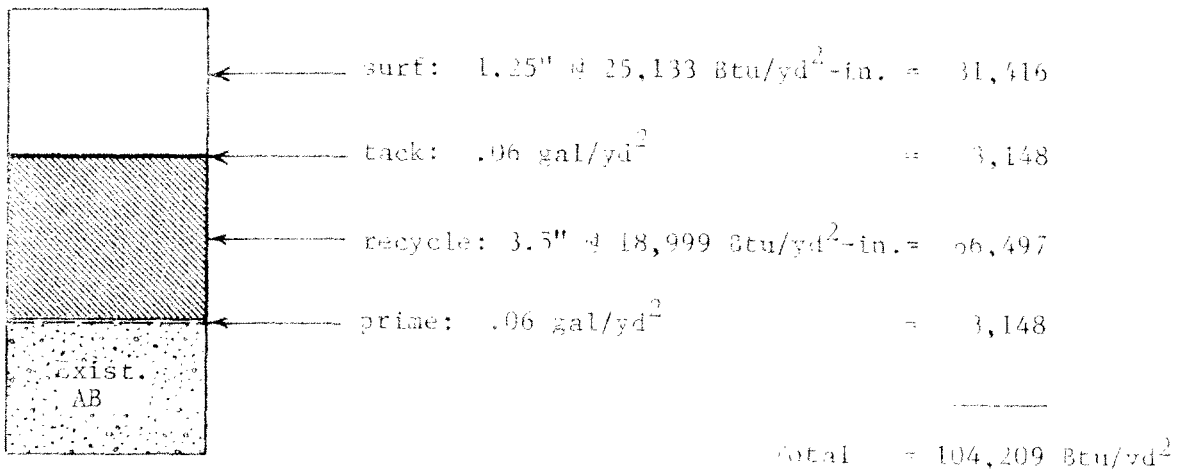 surf: 1.25" @ 25,133 Btu/yd²-in. = 31,416
tack: .06 gal/yd² = 3,148
recycle: 3.5" @ 18,999 Btu/yd²-in.= 66,497
prime: .06 gal/yd² = 3,148
Exist.
AB
Total = 104,209 Btu/yd²